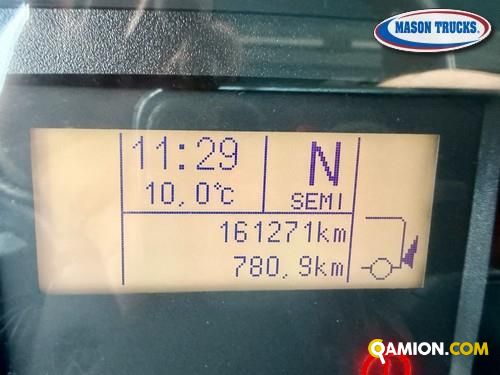 MASON TRUCKS.
11:29
N
10,0°C
SEMI
161271km
780,9km
QAMION.COM